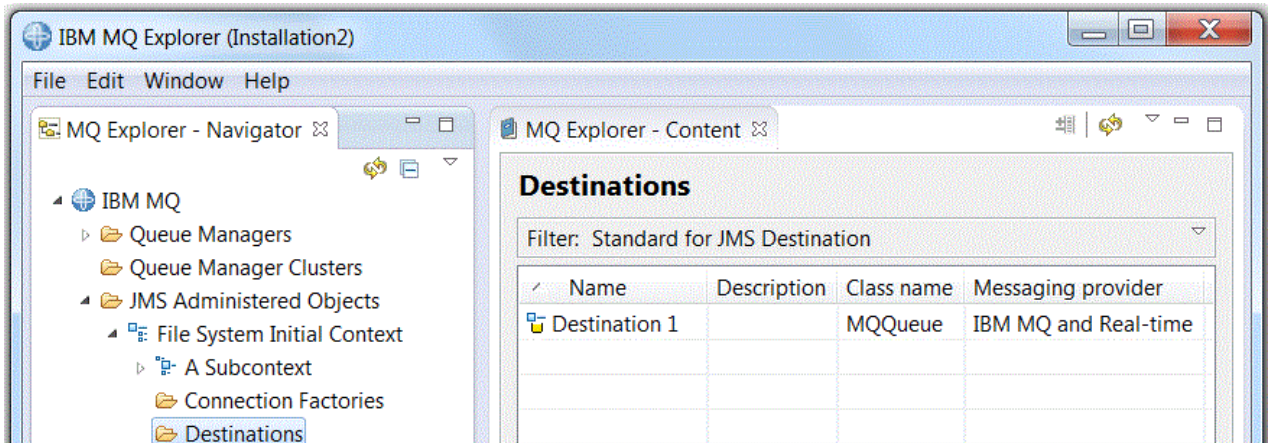 IBM MQ Explorer (Installation2)
File Edit Window Help
MQ Explorer - Navigator
IBM MQ
Queue Managers
Queue Manager Clusters
JMS Administered Objects
File System Initial Context
A Subcontext
Connection Factories
Destinations
MQ Explorer - Content
Destinations
Filter: Standard for JMS Destination
Name Description Class name Messaging provider
Destination 1 MQQueue IBM MQ and Real-time